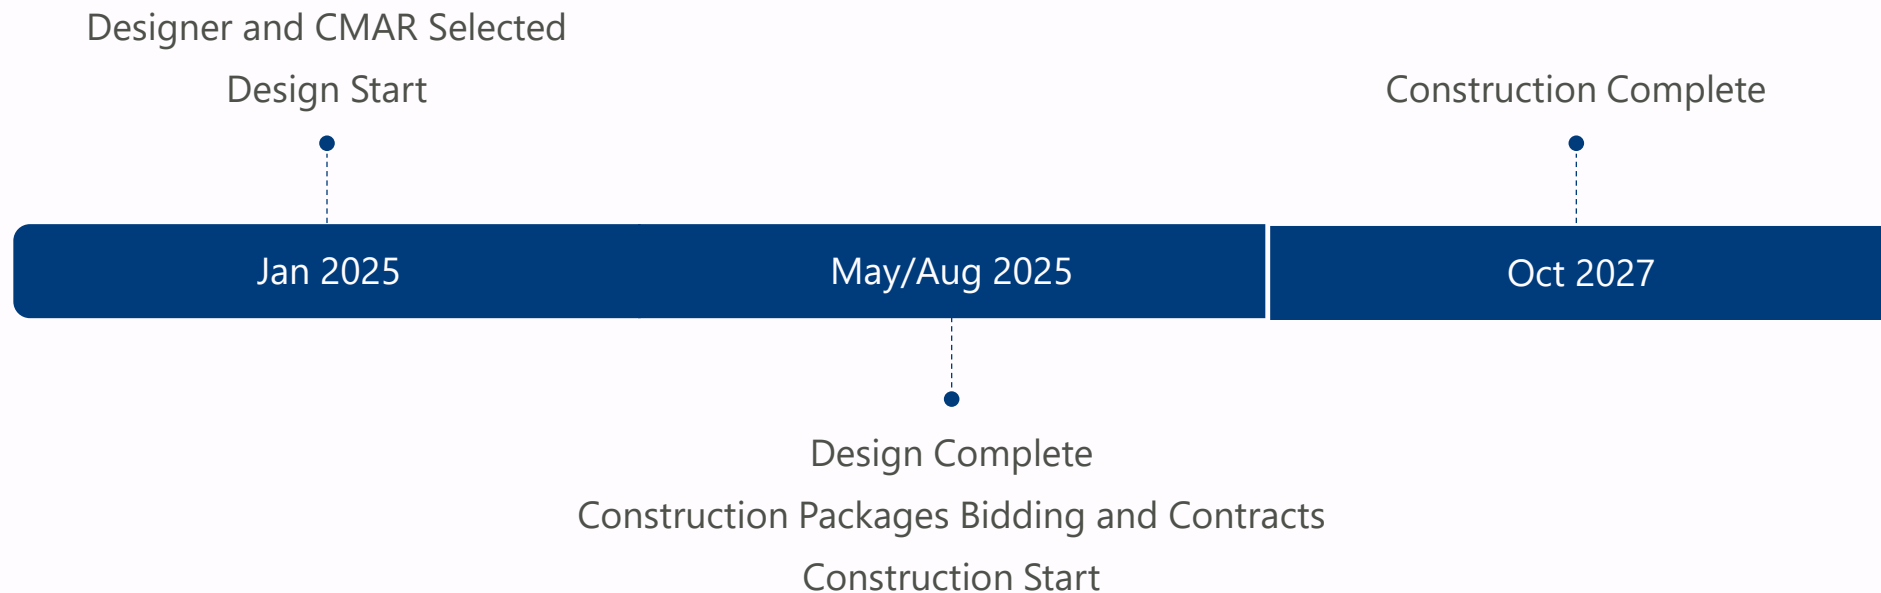 Designer and CMAR Selected
Design Start
Construction Complete
Jan 2025
May/Aug 2025
Oct 2027
Design Complete
Construction Packages Bidding and Contracts
Construction Start